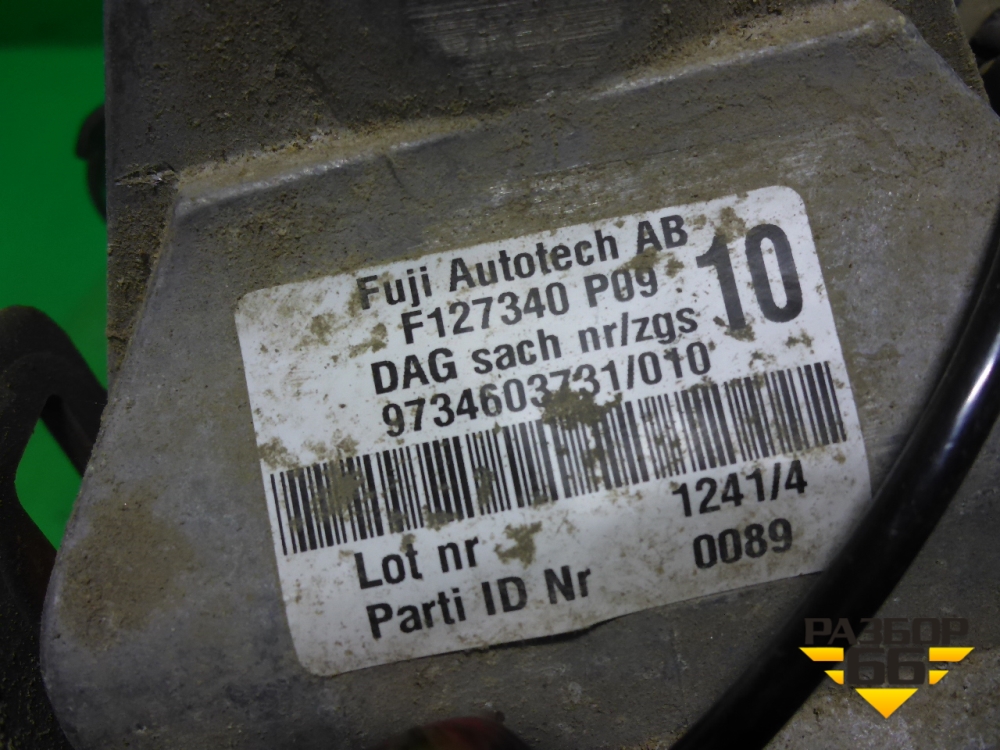 Fuji Autotech AB
F127340 P09
10
DAG sach nr/zgs
9734603731/010
Lot nr 1241/4
Parti ID Nr 0089
РАЗБОР
66